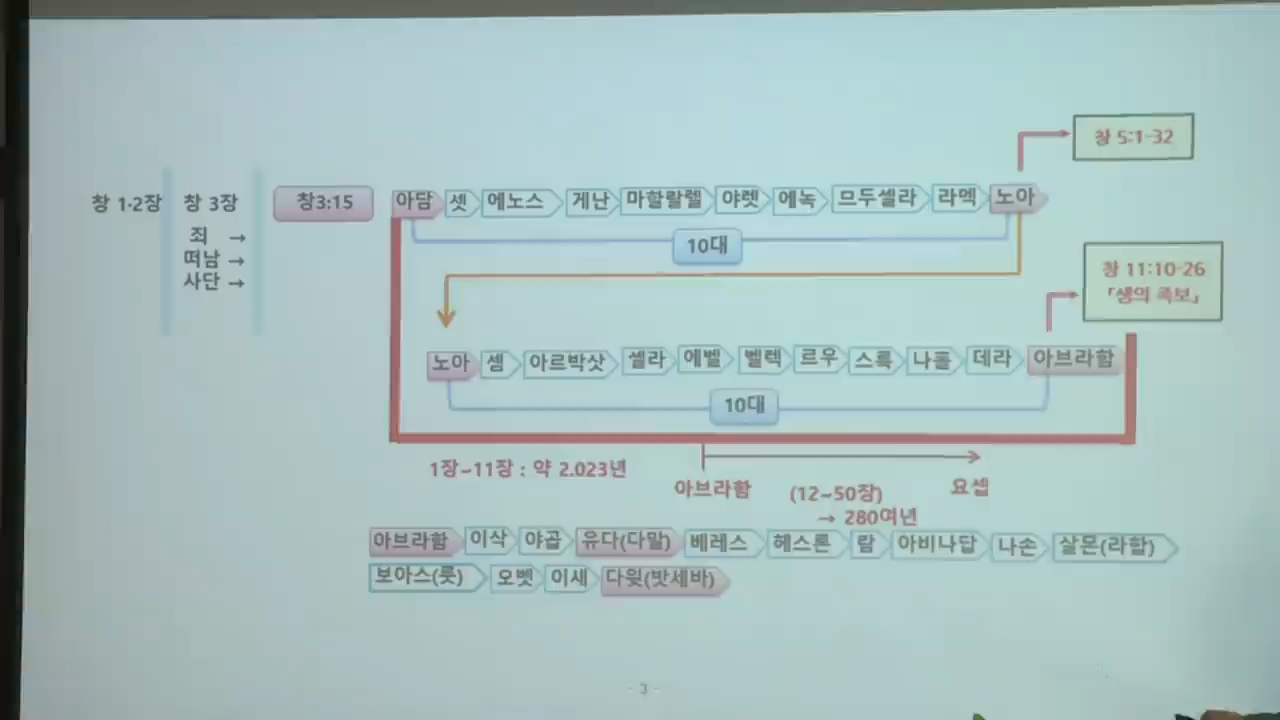 창 5:1-32
창 1·2장 창 3장 창3:15 아담 셋 에노스 게난 마할랄렐 야렛 에녹 므두셀라 라멕 노아
죄 →
떠남 →
사단 →
10대
창 11:10-26
「생의 족보」
노아 셈 아르박삿 셀라 에벨 벨렉 르우 스룩 나홀 데라 아브라함
10대
1장~11장 : 약 2.023년
아브라함 (12~50장) 요셉
→ 280여년
아브라함 이삭 야곱 유다(다말) 베레스 헤스론 람 아비나답 나손 살몬(라합)
보아스(룻) 오벳 이세 다윗(밧세바)
- 3 -